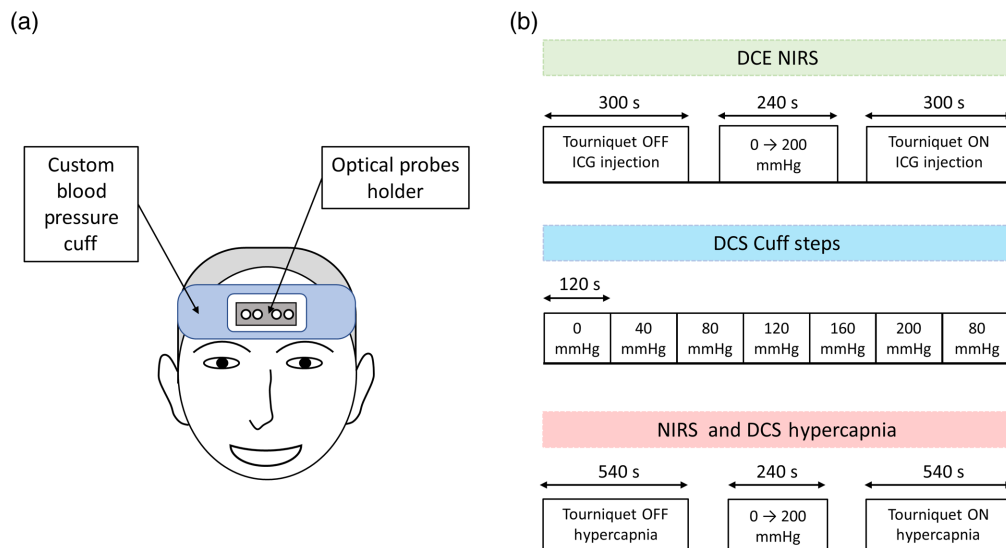 (a)
Custom
blood
pressure
cuff
Optical probes
holder
(b)
DCE NIRS
300 s
240 s
300 s
Tourniquet OFF
ICG injection
0 → 200
mmHg
Tourniquet ON
ICG injection
DCS Cuff steps
120 s
0
mmHg
40
mmHg
80
mmHg
120
mmHg
160
mmHg
200
mmHg
80
mmHg
NIRS and DCS hypercapnia
540 s
240 s
540 s
Tourniquet OFF
hypercapnia
0 → 200
mmHg
Tourniquet ON
hypercapnia